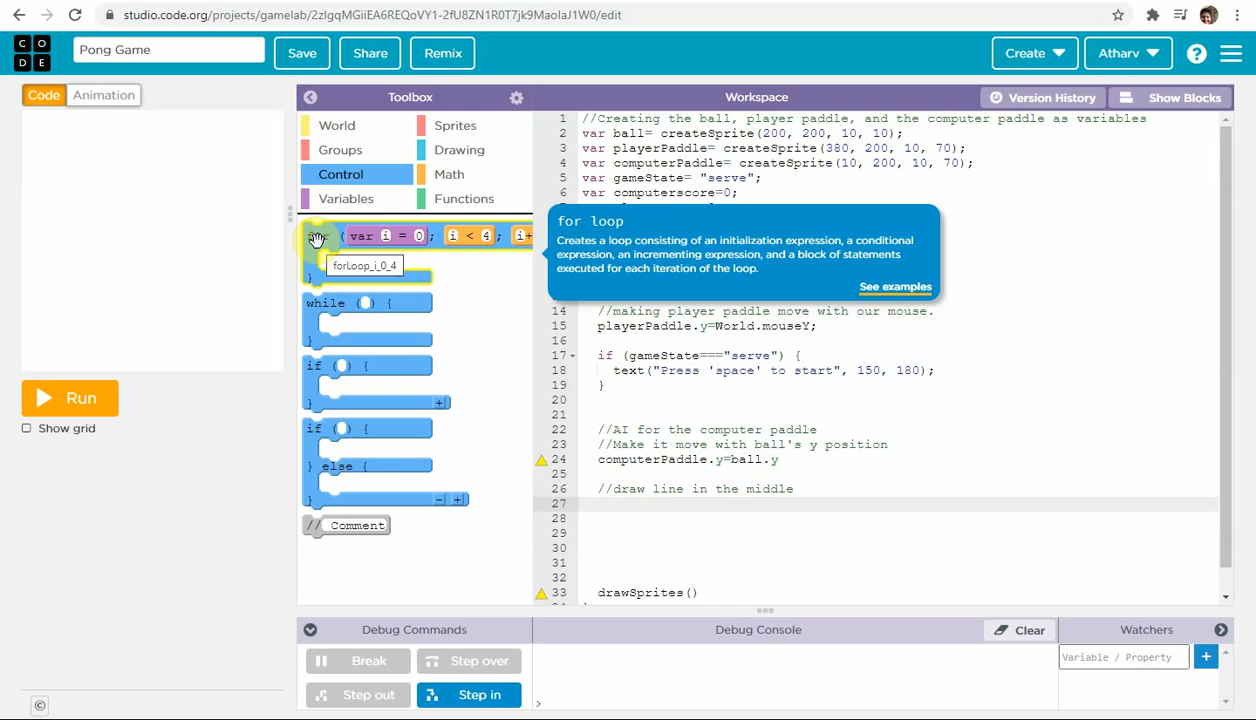 studio.code.org/projects/gamelab/2zIgqMGiiEA6REQoVY1-2fU8ZN1R0T7jk9MaolaJ1W0/edit
C O D E
Pong Game
Save
Share
Remix
Create
Atharv
?
Code
Animation
Toolbox
Workspace
Version History
Show Blocks
World
Sprites
Groups
Drawing
Control
Math
Variables
Functions
(var i = 0; i < 4; i+
forLoop_i_0_4
}
while ( ) {
}
if ( ) {
} +
if ( ) {
} else {
} - +
// Comment
1 //Creating the ball, player paddle, and the computer paddle as variables
2 var ball= createSprite(200, 200, 10, 10);
3 var playerPaddle= createSprite(380, 200, 10, 70);
4 var computerPaddle= createSprite(10, 200, 10, 70);
5 var gameState= "serve";
6 var computerscore=0;
for loop
Creates a loop consisting of an initialization expression, a conditional
expression, an incrementing expression, and a block of statements
executed for each iteration of the loop.
See examples
14 //making player paddle move with our mouse.
15 playerPaddle.y=World.mouseY;
16
17 if (gameState==="serve") {
18 text("Press 'space' to start", 150, 180);
19 }
20
21
22 //AI for the computer paddle
23 //Make it move with ball's y position
24 computerPaddle.y=ball.y
25
26 //draw line in the middle
27
28
29
30
31
32
33 drawSprites()
Run
Show grid
Debug Commands
Debug Console
Clear
Watchers
Break
Step over
Step out
Step in
Variable / Property
+
>
©